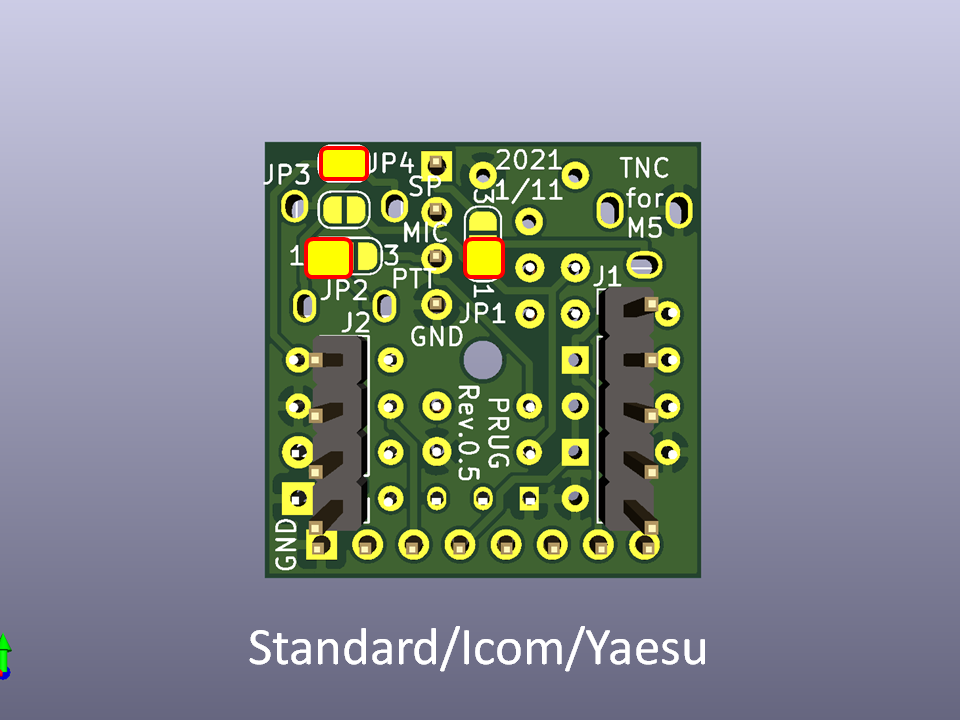 JP3
JP4
2021
1/11
TNC
for
M5
SP
3
MIC
1
3
PTT
JP2
1
JP1
J1
J2
GND
PRUG
Rev.0.5
GND
Standard/Icom/Yaesu